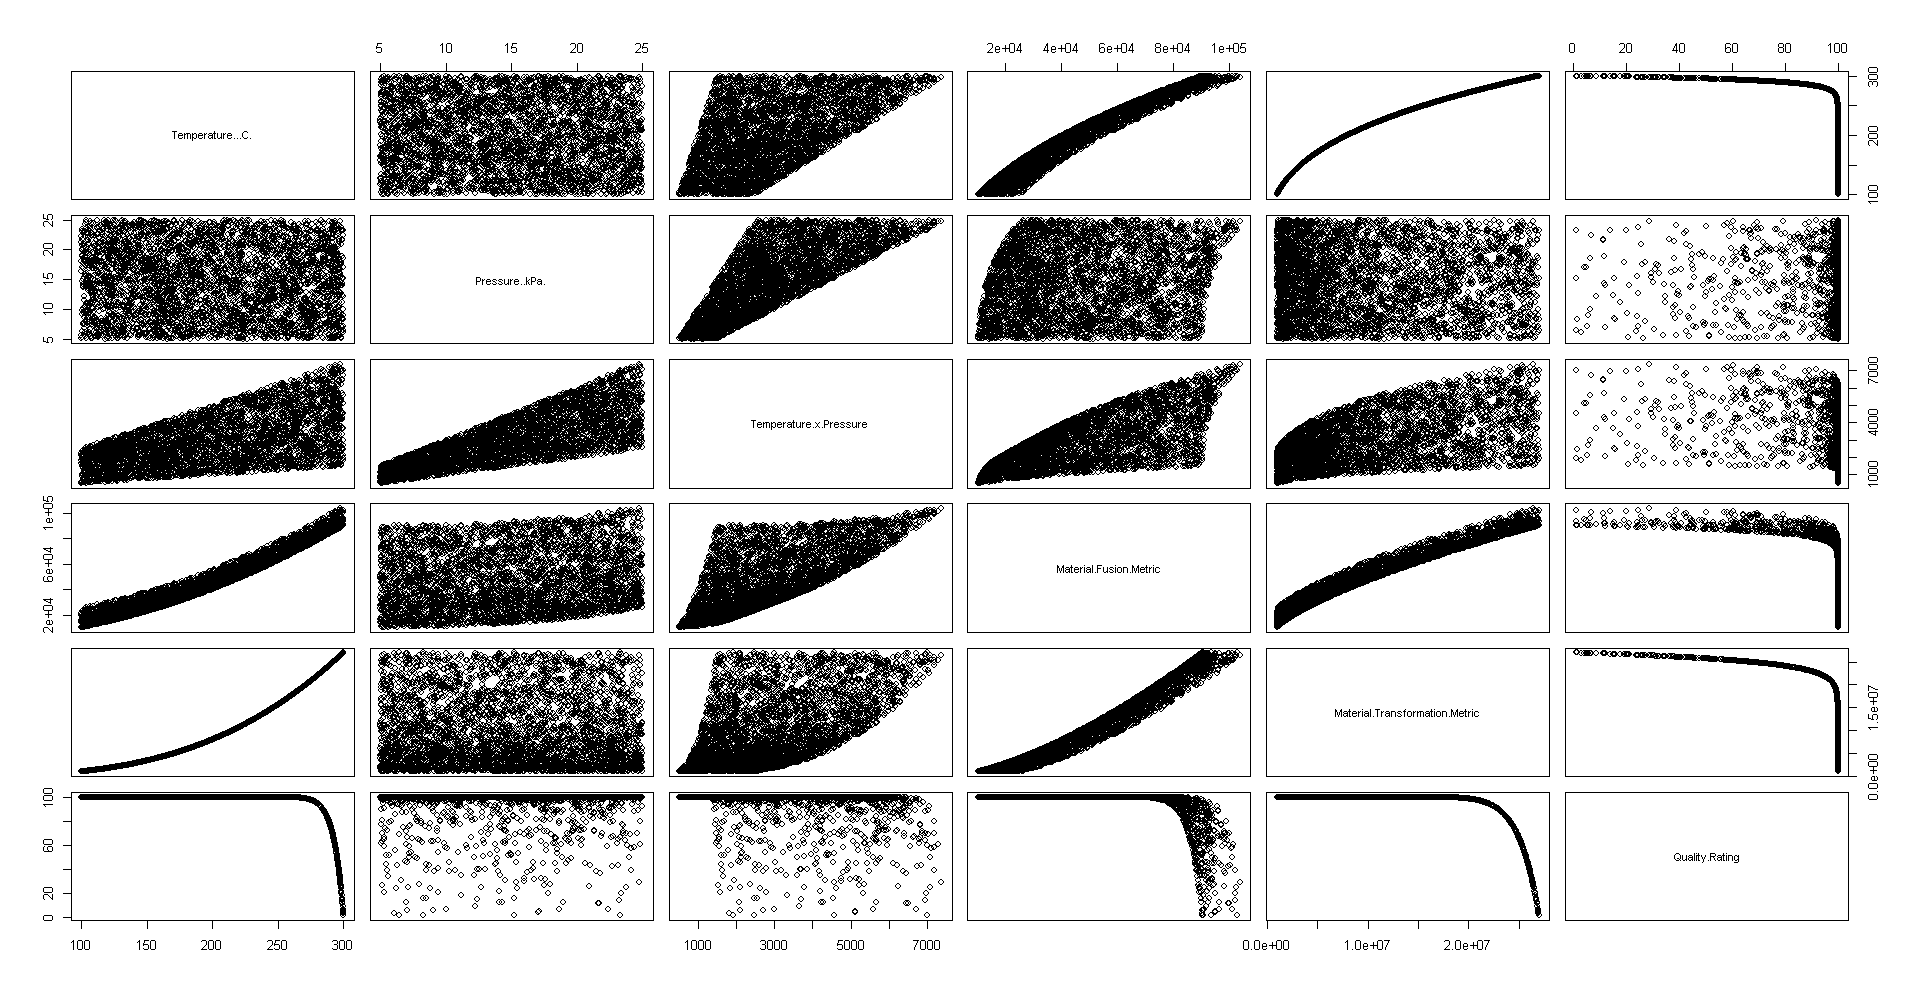 5 10 15 20 25 2e+04 4e+04 6e+04 8e+04 1e+05 0 20 40 60 80 100
Temperature...C. 100 200 300
5 10 15 20 25 Pressure..kPa.
Temperature.x.Pressure 1000 4000 7000
2e+04 6e+04 1e+05 Material.Fusion.Metric
Material.Transformation.Metric 0.0e+00 1.5e+07
0 20 60 100 Quality.Rating
100 150 200 250 300 1000 3000 5000 7000 0.0e+00 1.0e+07 2.0e+07